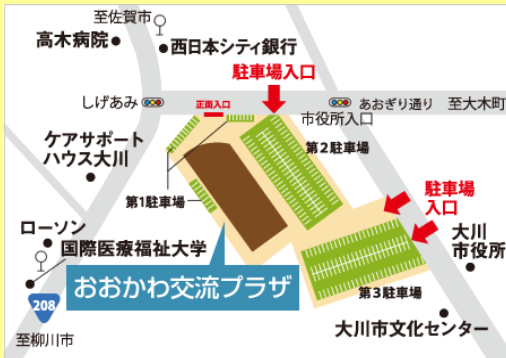 至佐賀市
高木病院
西日本シティ銀行
駐車場入口
しげあみ
正面入口
あおぎり通り
至大木町
市役所入口
ケアサポート
ハウス大川
第2駐車場
第1駐車場
駐車場
入口
ローソン
国際医療福祉大学
大川
市役所
おおかわ交流プラザ
208
第3駐車場
至柳川市
大川市文化センター